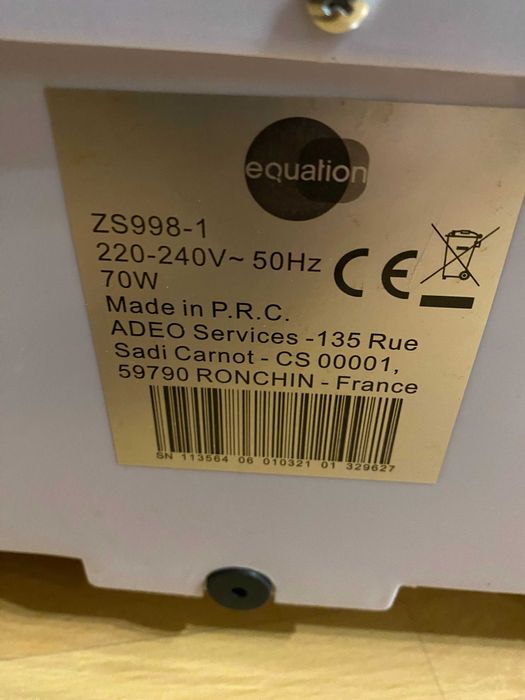 equation
ZS998-1
220-240V~ 50Hz
70W
CE
Made in P.R.C.
ADEO Services -135 Rue
Sadi Carnot - CS 00001,
59790 RONCHIN - France
SN 113564 06 010321 01 329627